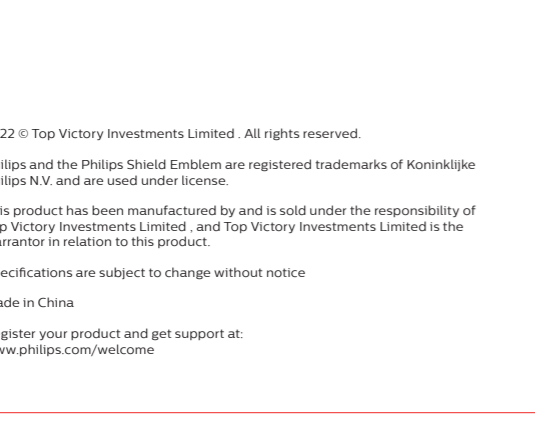 22 © Top Victory Investments Limited . All rights reserved.
ilips and the Philips Shield Emblem are registered trademarks of Koninklijke
ilips N.V. and are used under license.
is product has been manufactured by and is sold under the responsibility of
p Victory Investments Limited , and Top Victory Investments Limited is the
rrantor in relation to this product.
ecifications are subject to change without notice
ade in China
gister your product and get support at:
ww.philips.com/welcome